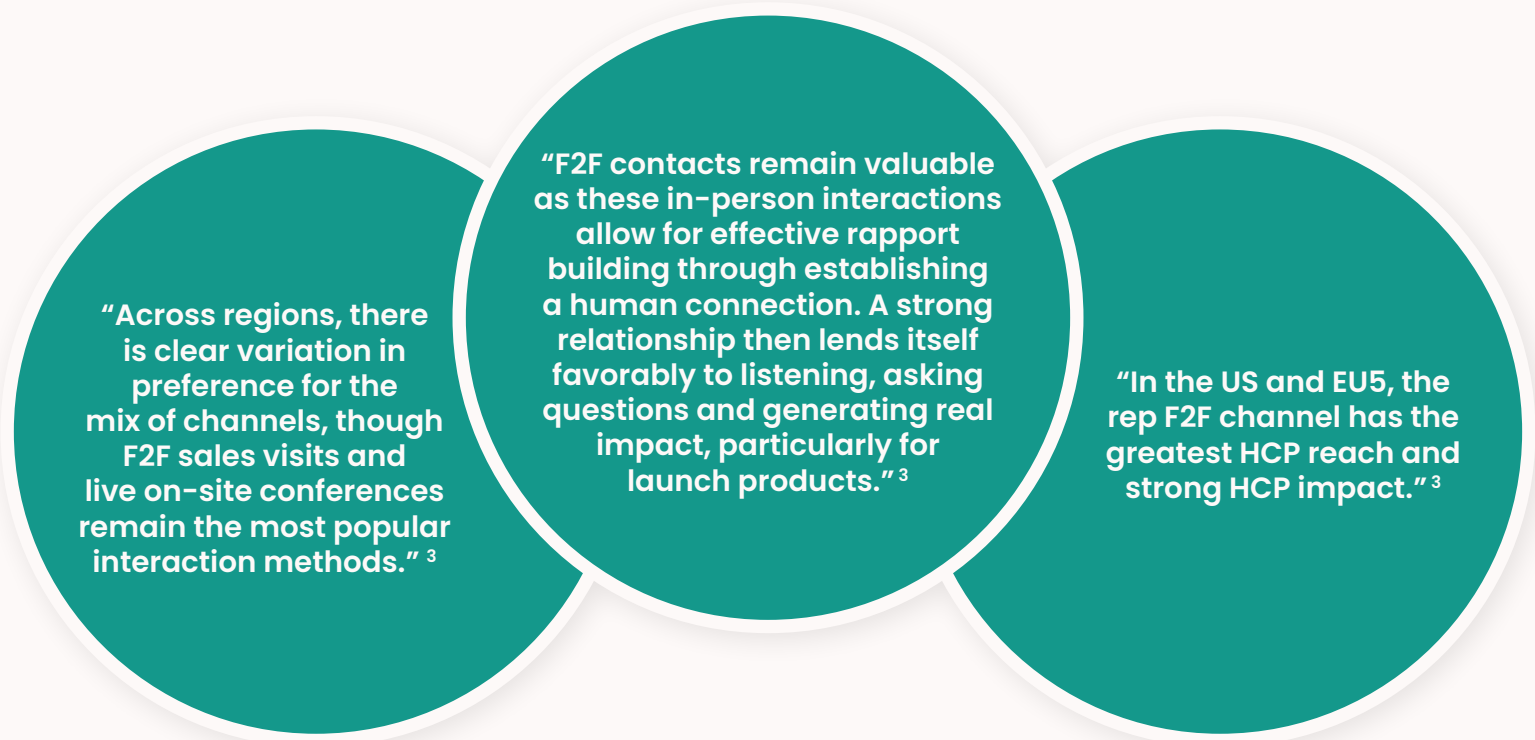 “Across regions, there
is clear variation in
preference for the
mix of channels, though
F2F sales visits and
live on-site conferences
remain the most popular
interaction methods.” 3
“F2F contacts remain valuable
as these in-person interactions
allow for effective rapport
building through establishing
a human connection. A strong
relationship then lends itself
favorably to listening, asking
questions and generating real
impact, particularly for
launch products.” 3
“In the US and EU5, the
rep F2F channel has the
greatest HCP reach and
strong HCP impact.” 3